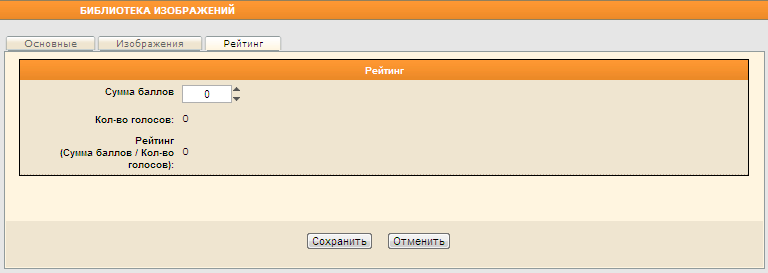 БИБЛИОТЕКА ИЗОБРАЖЕНИЙ
Основные Изображения Рейтинг
Рейтинг
Сумма баллов 0
Кол-во голосов: 0
Рейтинг
(Сумма баллов / Кол-во 0
голосов):
Сохранить Отменить